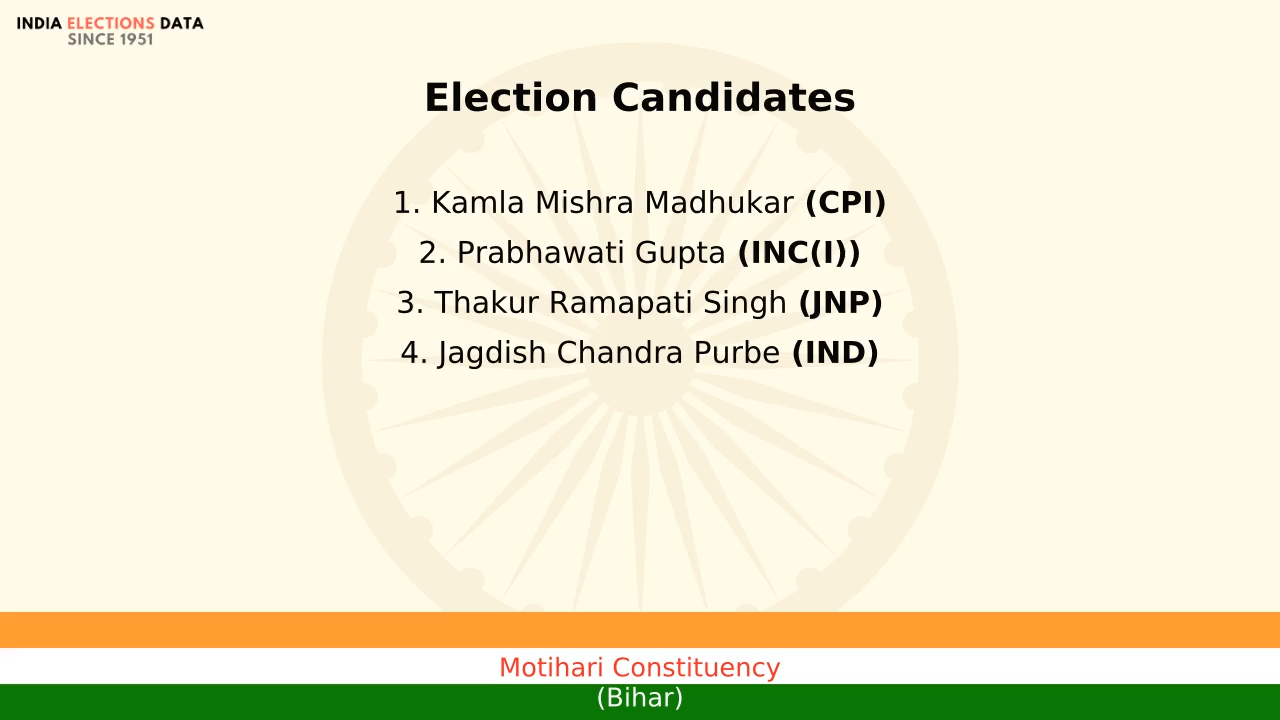 INDIA ELECTIONS DATA
SINCE 1951
Election Candidates
1. Kamla Mishra Madhukar (CPI)
2. Prabhawati Gupta (INC(I))
3. Thakur Ramapati Singh (JNP)
4. Jagdish Chandra Purbe (IND)
Motihari Constituency
(Bihar)